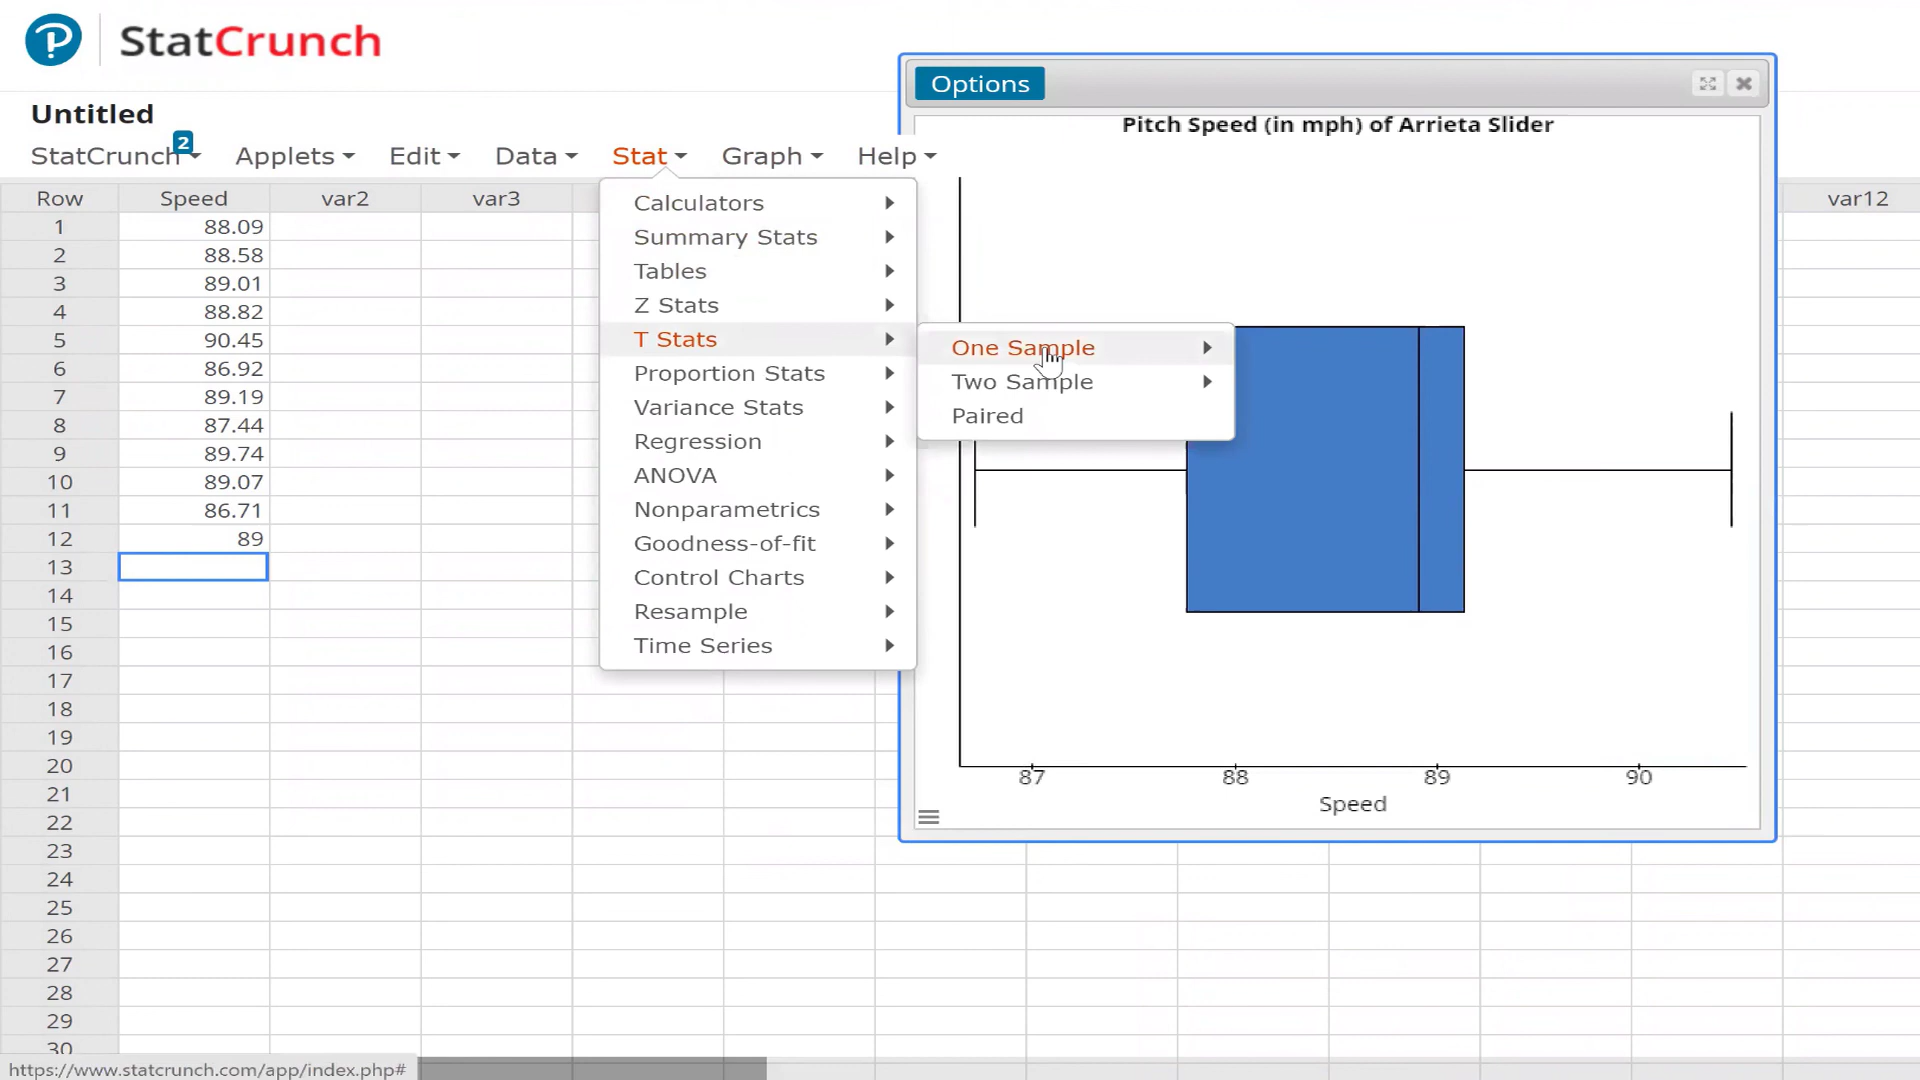 P StatCrunch
Untitled
StatCrunch 2 Applets Edit Data Stat Graph Help
Row Speed var2 var3 var12
1 88.09
2 88.58
3 89.01
4 88.82
5 90.45
6 86.92
7 89.19
8 87.44
9 89.74
10 89.07
11 86.71
12 89
13
14
15
16
17
18
19
20
21
22
23
24
25
26
27
28
29
30
Calculators
Summary Stats
Tables
Z Stats
T Stats
Proportion Stats
Variance Stats
Regression
ANOVA
Nonparametrics
Goodness-of-fit
Control Charts
Resample
Time Series
One Sample
Two Sample
Paired
Options
Pitch Speed (in mph) of Arrieta Slider
87 88 89 90
Speed
https://www.statcrunch.com/app/index.php#